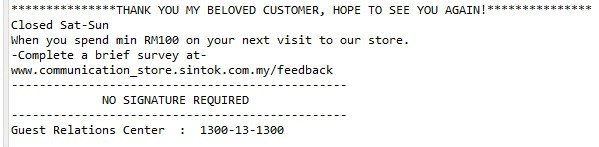 ***************THANK YOU MY BELOVED CUSTOMER, HOPE TO SEE YOU AGAIN!***************
Closed Sat-Sun
When you spend min RM100 on your next visit to our store.
-Complete a brief survey at-
www.communication_store.sintok.com.my/feedback
------------------------------------------------
NO SIGNATURE REQUIRED
------------------------------------------------
Guest Relations Center  :  1300-13-1300